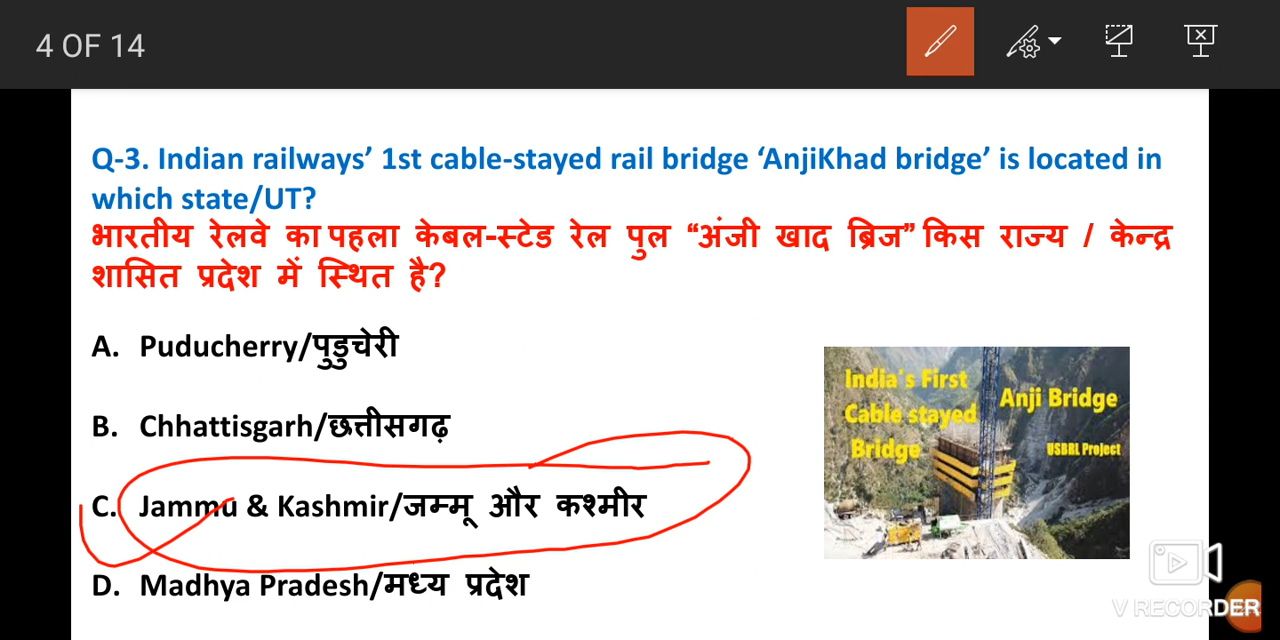 4 OF 14
Q-3. Indian railways’ 1st cable-stayed rail bridge ‘AnjiKhad bridge’ is located in
which state/UT?
भारतीय रेलवे का पहला केबल-स्टेड रेल पुल “अंजी खाद ब्रिज” किस राज्य / केन्द्र
शासित प्रदेश में स्थित है?
A. Puducherry/पुडुचेरी
B. Chhattisgarh/छत्तीसगढ़
C. Jammu & Kashmir/जम्मू और कश्मीर
D. Madhya Pradesh/मध्य प्रदेश
India's First
Cable stayed
Bridge
Anji Bridge
USBRL Project
V RECORDER